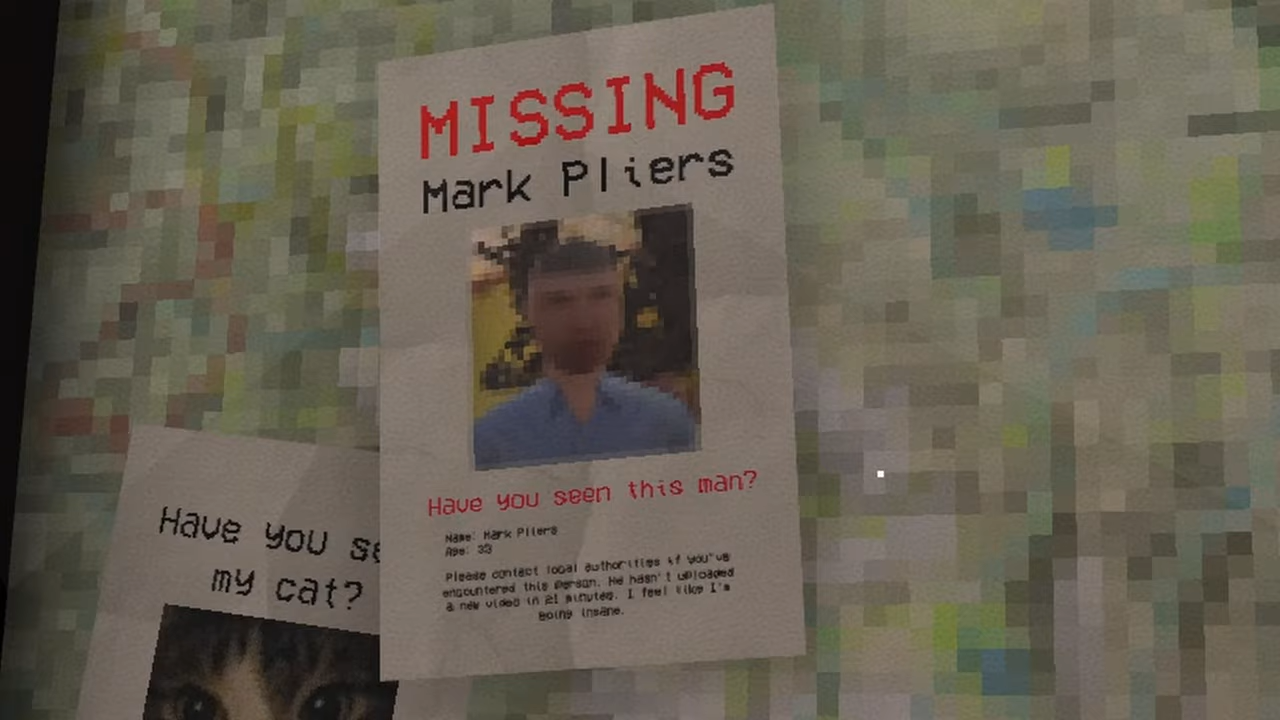 MISSING
Mark Pliers
Have you seen this man?
Name: Mark Pliers
Age: 33
Please contact local authorities if you've
encountered this person. He hasn't uploaded
a new video in 21 minutes. I feel like I'm
going insane.
Have you se
my cat?